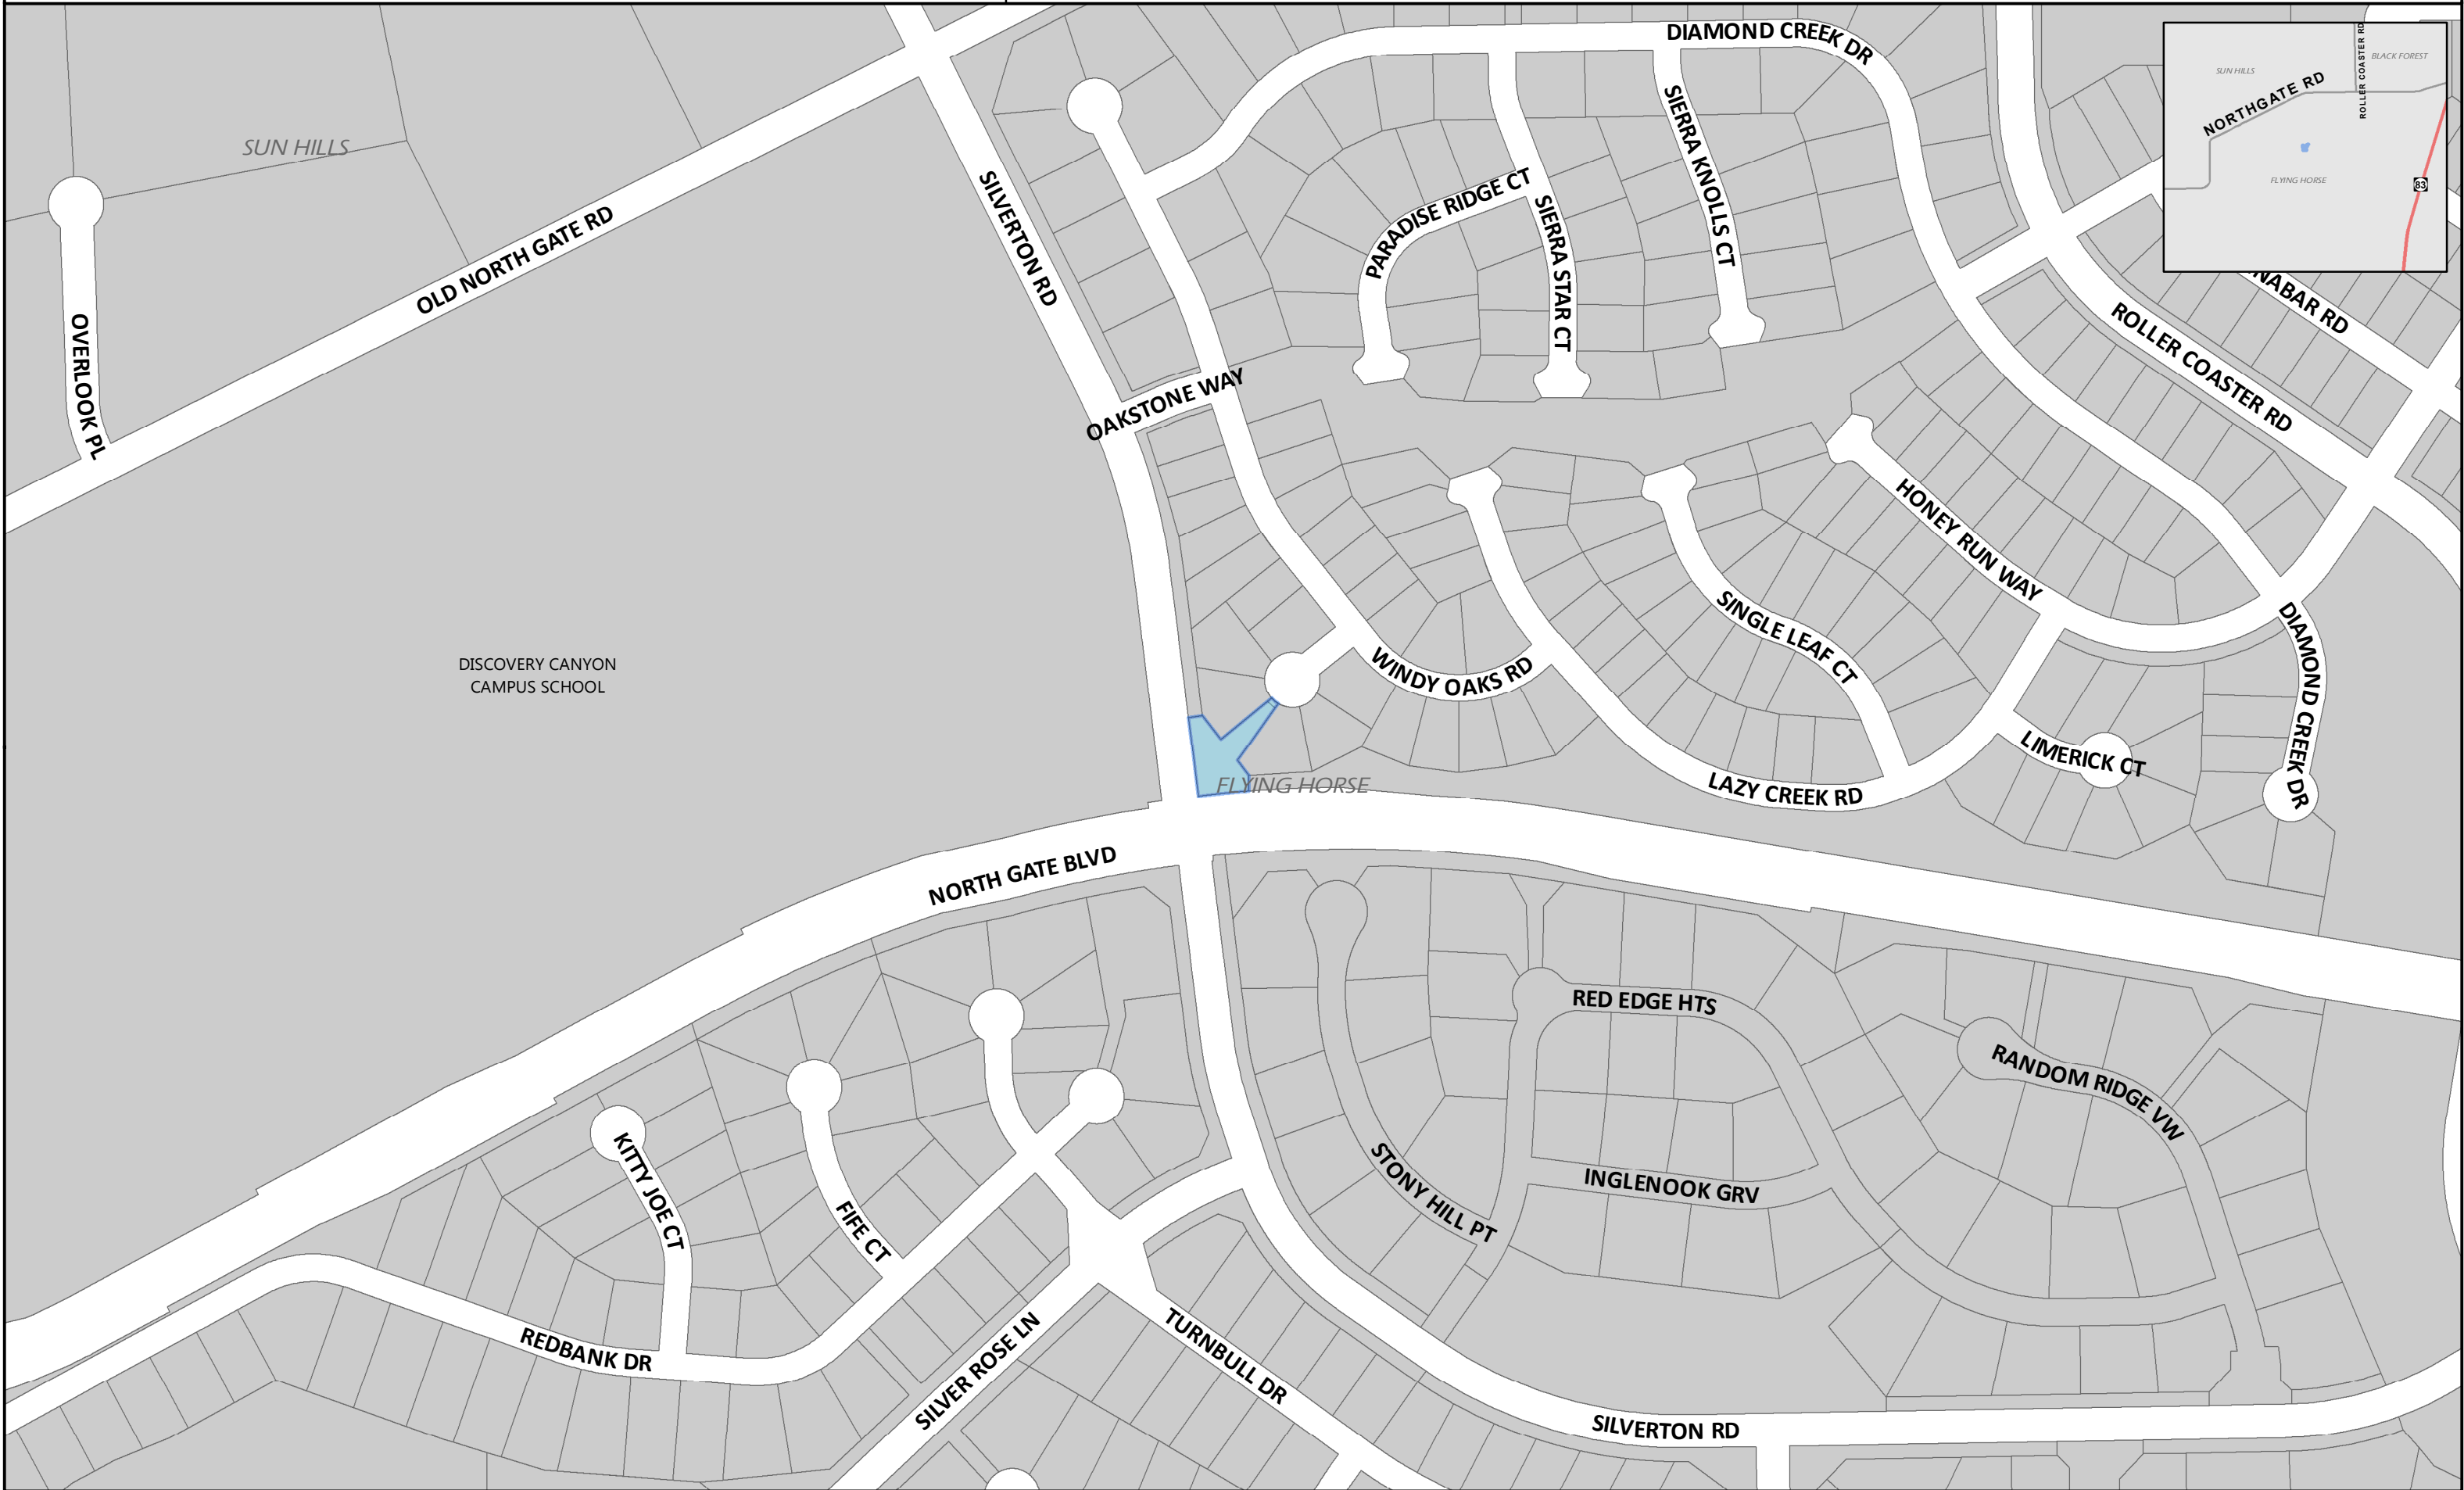 DIAMOND CREEK DR
SUN HILLS
BLACK FOREST
ROLLER COASTER RD
NORTHGATE RD
FLYING HORSE
83
SUN HILLS
OLD NORTH GATE RD
OVERLOOK PL
SILVERTON RD
PARADISE RIDGE CT
SIERRA STAR CT
SIERRA KNOLLS CT
NABAR RD
ROLLER COASTER RD
OAKSTONE WAY
HONEY RUN WAY
SINGLE LEAF CT
WINDY OAKS RD
DISCOVERY CANYON
CAMPUS SCHOOL
DIAMOND CREEK DR
LIMERICK CT
LAZY CREEK RD
FLYING HORSE
NORTH GATE BLVD
RED EDGE HTS
RANDOM RIDGE VW
STONY HILL PT
INGLENOOK GRV
KITTY JOE CT
FIFE CT
REDBANK DR
SILVER ROSE LN
TURNBULL DR
SILVERTON RD